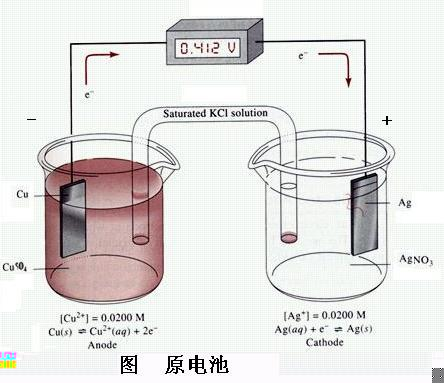 0.412 V
e⁻
e⁻
−
Saturated KCl solution
+
Cu
Ag
CuSO₄
AgNO₃
[Cu²⁺] = 0.0200 M
Cu(s) ⇌ Cu²⁺(aq) + 2e⁻
Anode
[Ag⁺] = 0.0200 M
Ag(aq) + e⁻ ⇌ Ag(s)
Cathode
图 原电池